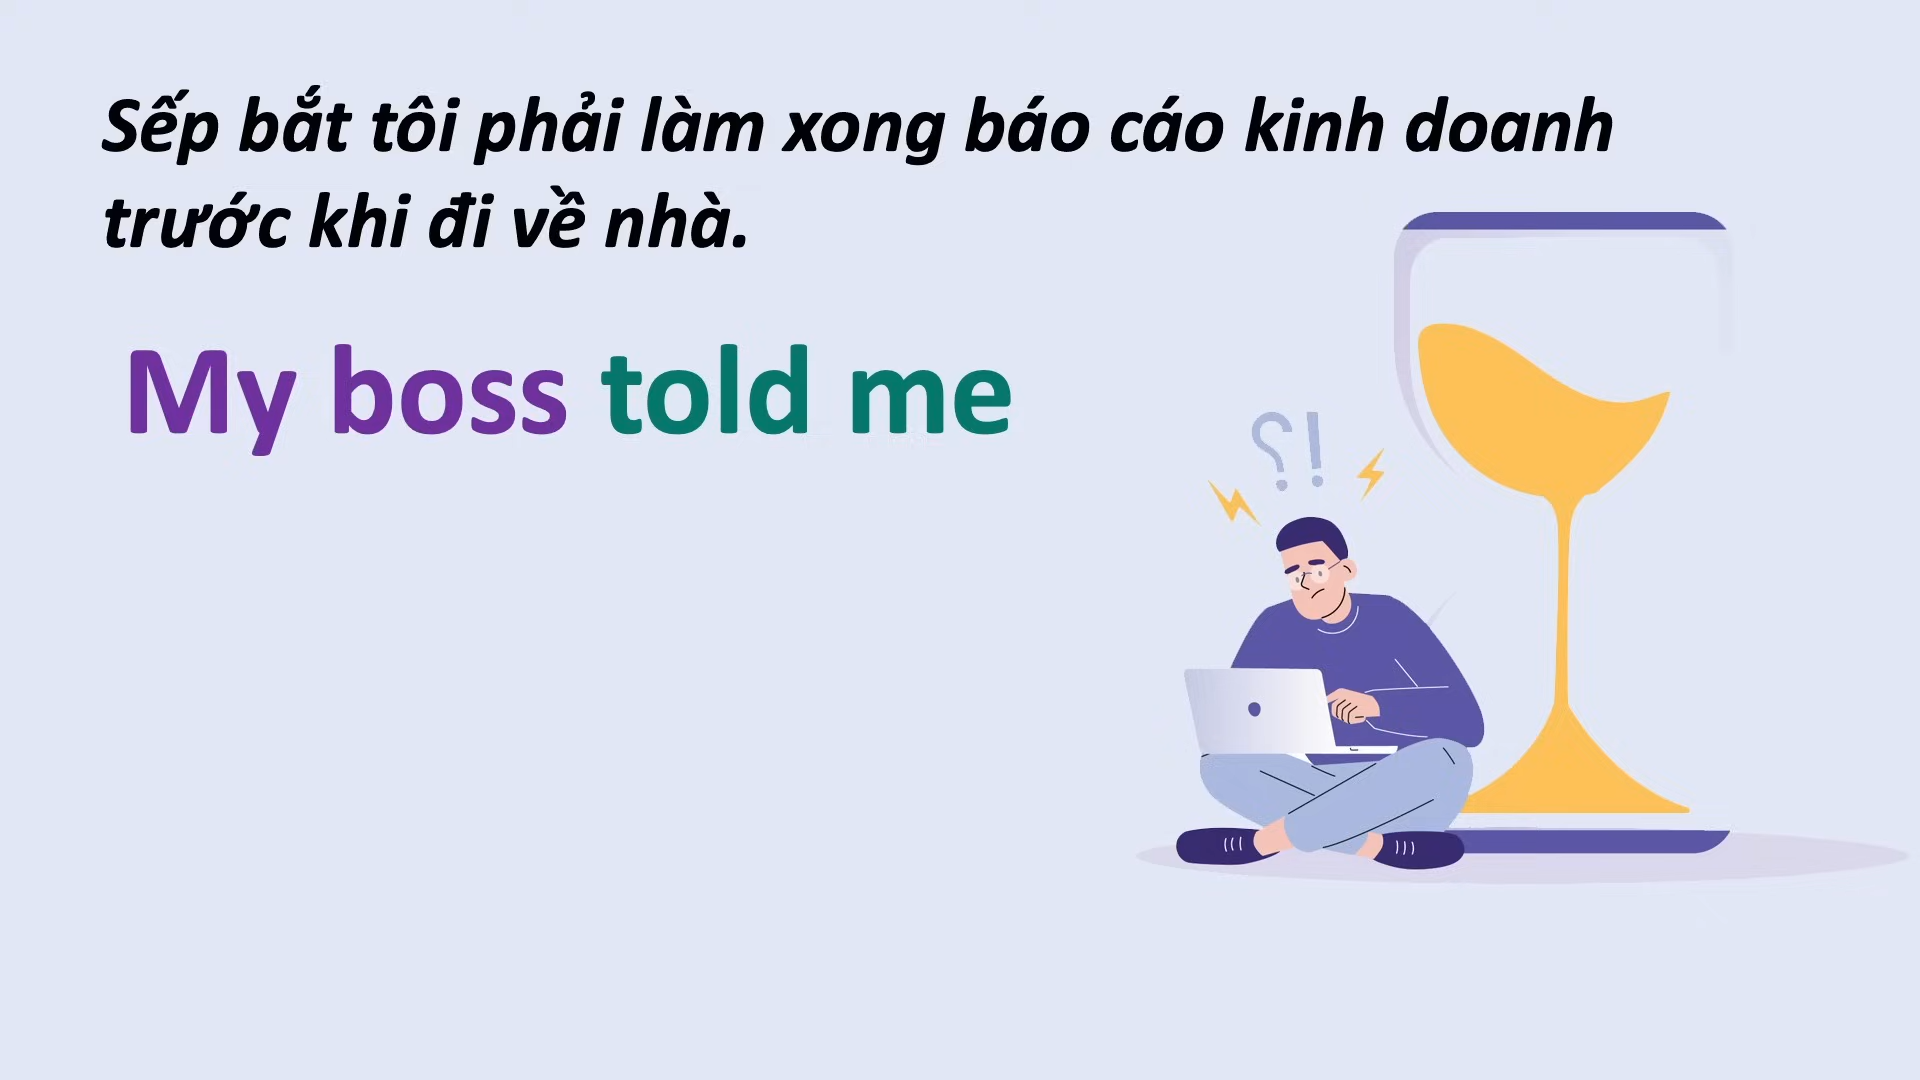 Sếp bắt tôi phải làm xong báo cáo kinh doanh
trước khi đi về nhà.
My boss told me
?!